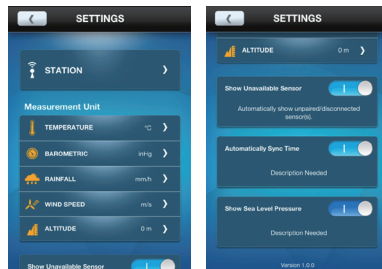 SETTINGS
STATION
Measurement Unit
TEMPERATURE °C
BAROMETRIC inHg
RAINFALL mm/h
WIND SPEED m/s
ALTITUDE 0 m
Show Unavailable Sensor
SETTINGS
ALTITUDE 0 m
Show Unavailable Sensor
Automatically show unpaired/disconnected
sensor(s).
Automatically Sync Time
Description Needed
Show Sea Level Pressure
Description Needed
Version 1.0.0